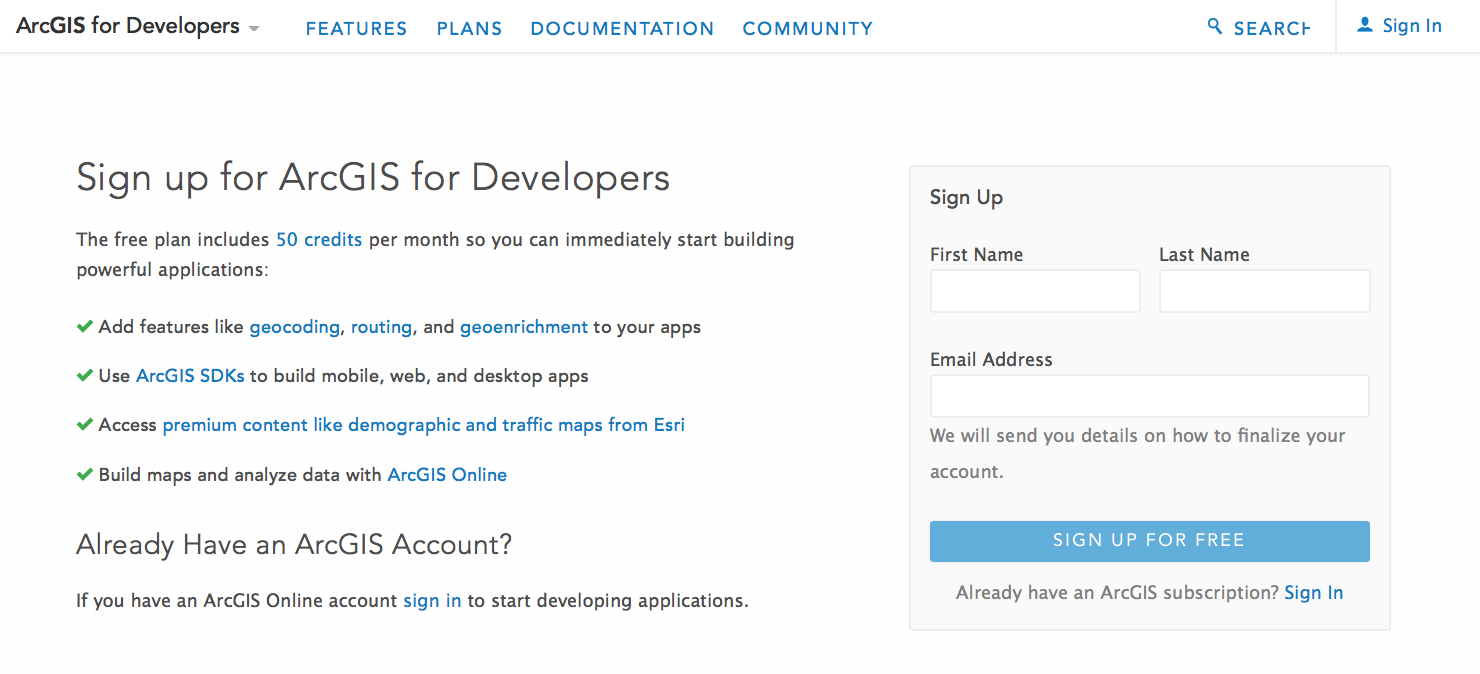 ArcGIS for Developers
FEATURES
PLANS
DOCUMENTATION
COMMUNITY
SEARCH
Sign In
Sign up for ArcGIS for Developers
The free plan includes 50 credits per month so you can immediately start building
powerful applications:
Add features like geocoding, routing, and geoenrichment to your apps
Use ArcGIS SDKs to build mobile, web, and desktop apps
Access premium content like demographic and traffic maps from Esri
Build maps and analyze data with ArcGIS Online
Already Have an ArcGIS Account?
If you have an ArcGIS Online account sign in to start developing applications.
Sign Up
First Name
Last Name
Email Address
We will send you details on how to finalize your
account.
SIGN UP FOR FREE
Already have an ArcGIS subscription? Sign In